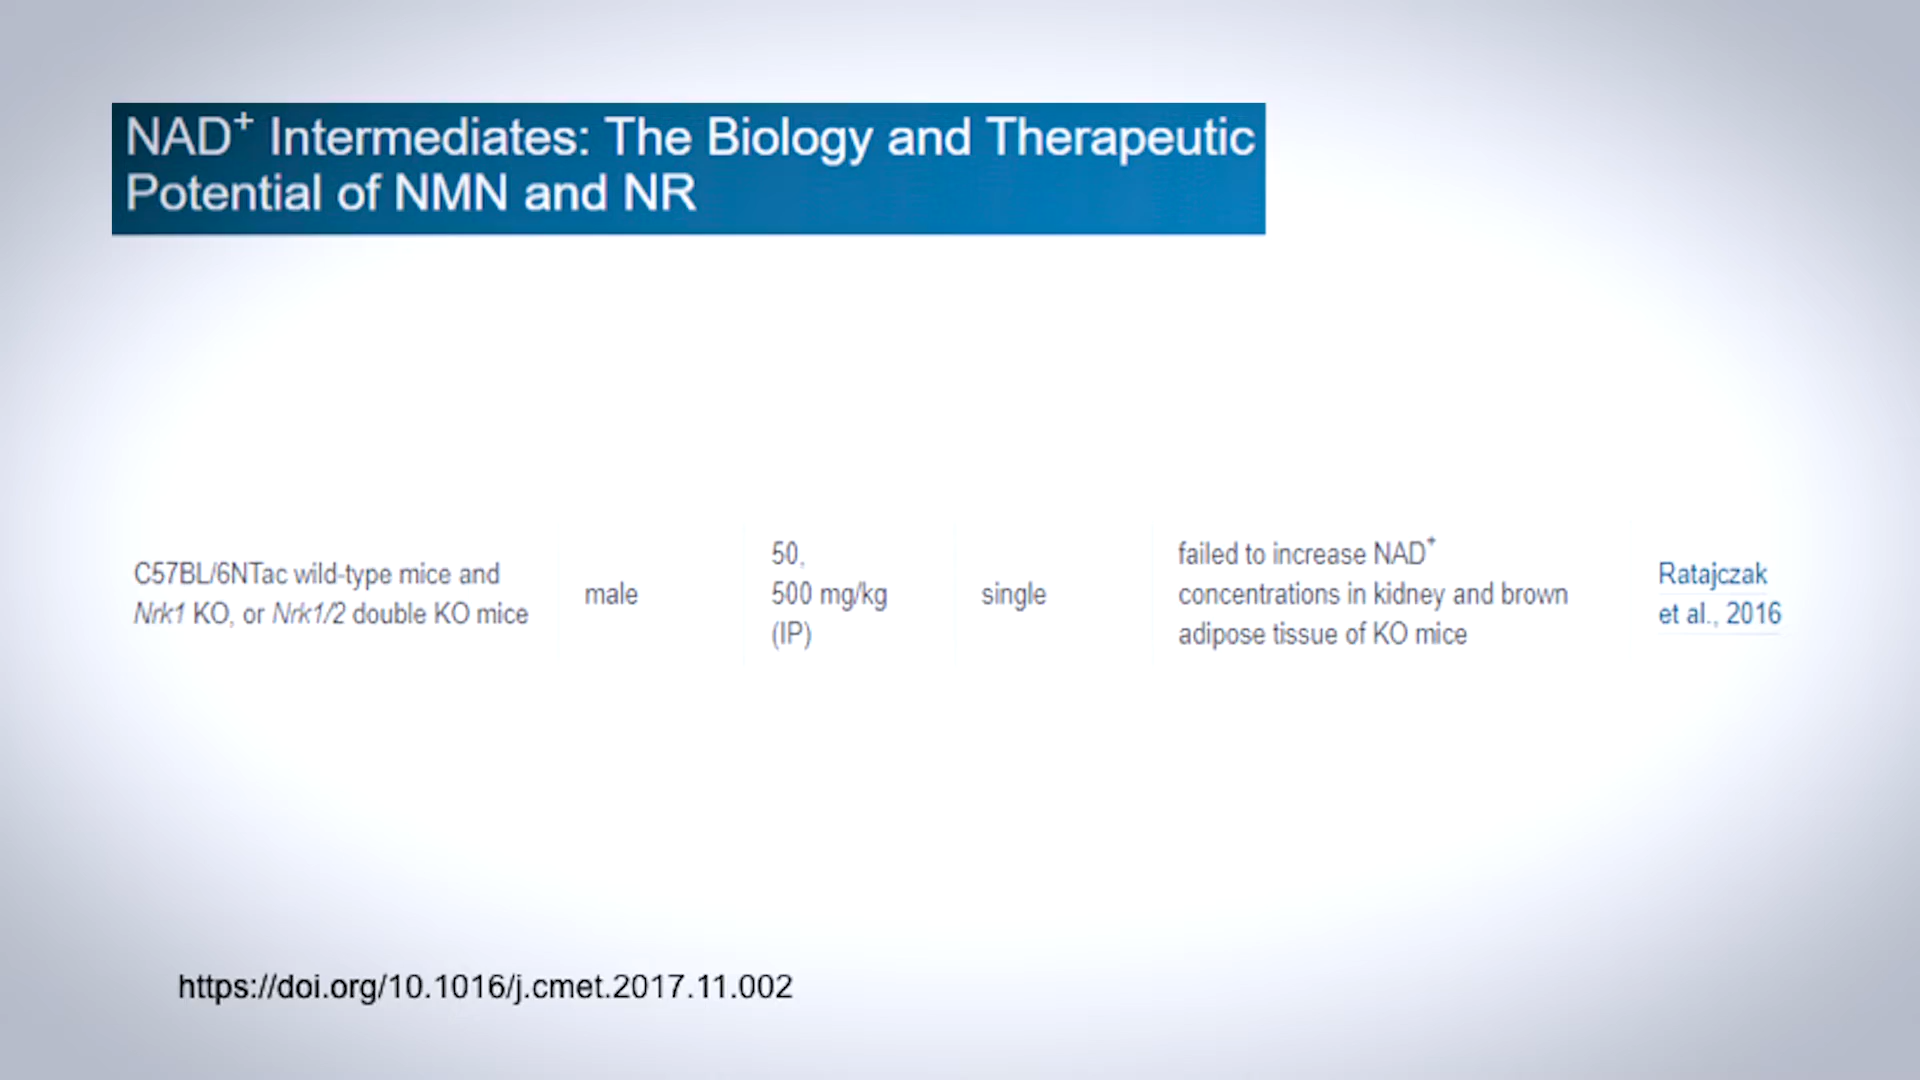 NAD⁺ Intermediates: The Biology and Therapeutic
Potential of NMN and NR
C57BL/6NTac wild-type mice and
Nrk1 KO, or Nrk1/2 double KO mice
male
50,
500 mg/kg
(IP)
single
failed to increase NAD⁺
concentrations in kidney and brown
adipose tissue of KO mice
Ratajczak
et al., 2016
https://doi.org/10.1016/j.cmet.2017.11.002